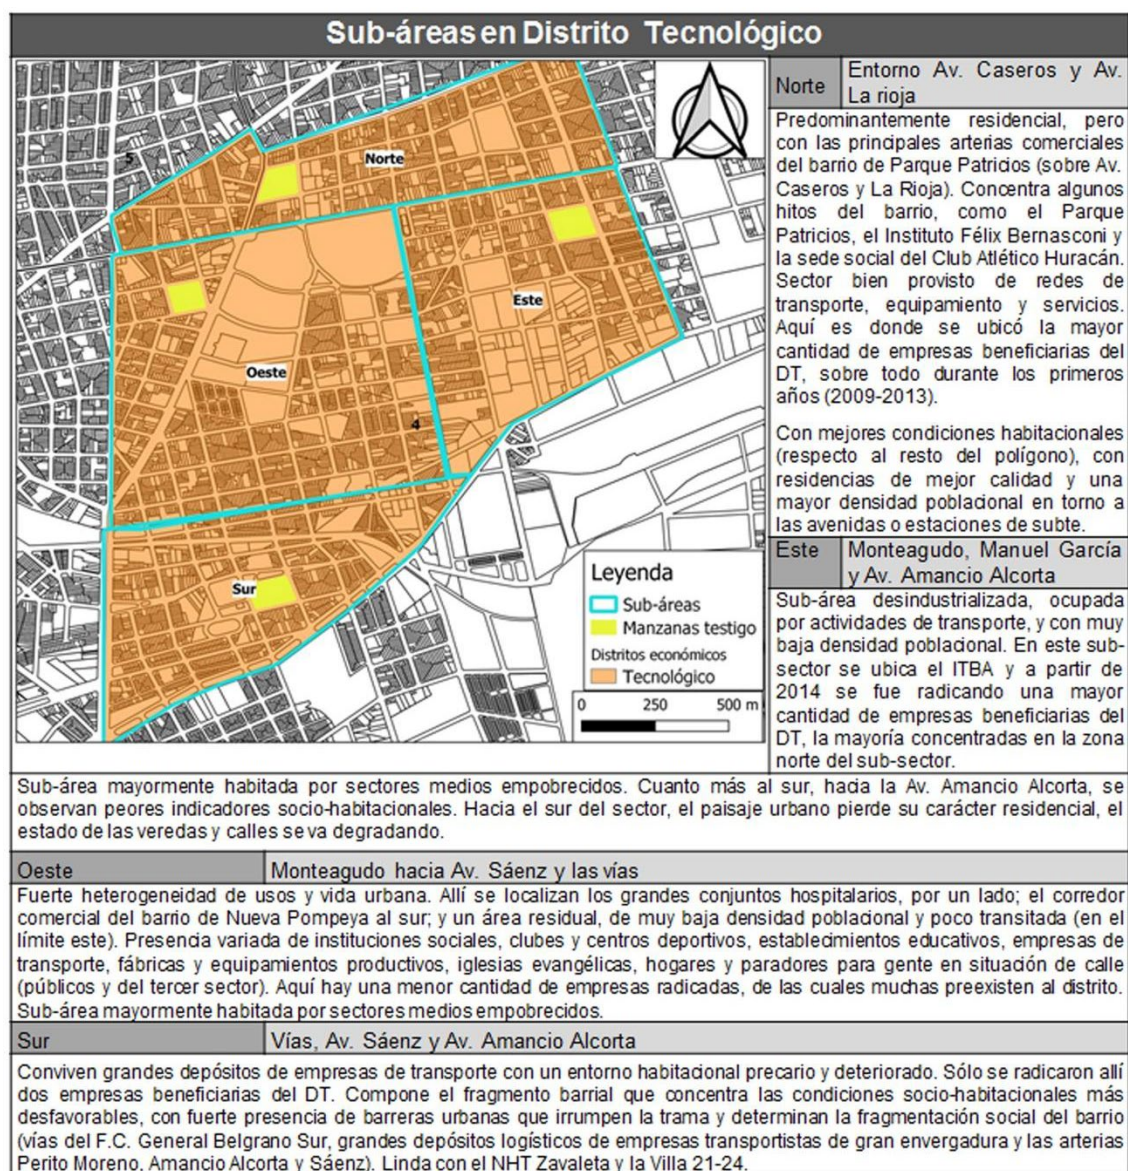 Sub-áreas en Distrito Tecnológico
5
Norte
Este
Oeste
4
Sur
Leyenda
Sub-áreas
Manzanas testigo
Distritos económicos
Tecnológico
0 250 500 m
Norte
Entorno Av. Caseros y Av.
La rioja
Predominantemente residencial, pero
con las principales arterias comerciales
del barrio de Parque Patricios (sobre Av.
Caseros y La Rioja). Concentra algunos
hitos del barrio, como el Parque
Patricios, el Instituto Félix Bernasconi y
la sede social del Club Atlético Huracán.
Sector bien provisto de redes de
transporte, equipamiento y servicios.
Aquí es donde se ubicó la mayor
cantidad de empresas beneficiarias del
DT, sobre todo durante los primeros
años (2009-2013).
Con mejores condiciones habitacionales
(respecto al resto del polígono), con
residencias de mejor calidad y una
mayor densidad poblacional en torno a
las avenidas o estaciones de subte.
Este
Monteagudo, Manuel García
y Av. Amancio Alcorta
Sub-área desindustrializada, ocupada
por actividades de transporte, y con muy
baja densidad poblacional. En este sub-
sector se ubica el ITBA y a partir de
2014 se fue radicando una mayor
cantidad de empresas beneficiarias del
DT, la mayoría concentradas en la zona
norte del sub-sector.
Sub-área mayormente habitada por sectores medios empobrecidos. Cuanto más al sur, hacia la Av. Amancio Alcorta, se
observan peores indicadores socio-habitacionales. Hacia el sur del sector, el paisaje urbano pierde su carácter residencial, el
estado de las veredas y calles se va degradando.
Oeste
Monteagudo hacia Av. Sáenz y las vías
Fuerte heterogeneidad de usos y vida urbana. Allí se localizan los grandes conjuntos hospitalarios, por un lado; el corredor
comercial del barrio de Nueva Pompeya al sur; y un área residual, de muy baja densidad poblacional y poco transitada (en el
límite este). Presencia variada de instituciones sociales, clubes y centros deportivos, establecimientos educativos, empresas de
transporte, fábricas y equipamientos productivos, iglesias evangélicas, hogares y paradores para gente en situación de calle
(públicos y del tercer sector). Aquí hay una menor cantidad de empresas radicadas, de las cuales muchas preexisten al distrito.
Sub-área mayormente habitada por sectores medios empobrecidos.
Sur
Vías, Av. Sáenz y Av. Amancio Alcorta
Conviven grandes depósitos de empresas de transporte con un entorno habitacional precario y deteriorado. Sólo se radicaron allí
dos empresas beneficiarias del DT. Compone el fragmento barrial que concentra las condiciones socio-habitacionales más
desfavorables, con fuerte presencia de barreras urbanas que irrumpen la trama y determinan la fragmentación social del barrio
(vías del F.C. General Belgrano Sur, grandes depósitos logísticos de empresas transportistas de gran envergadura y las arterias
Perito Moreno, Amancio Alcorta y Sáenz). Linda con el NHT Zavaleta y la Villa 21-24.